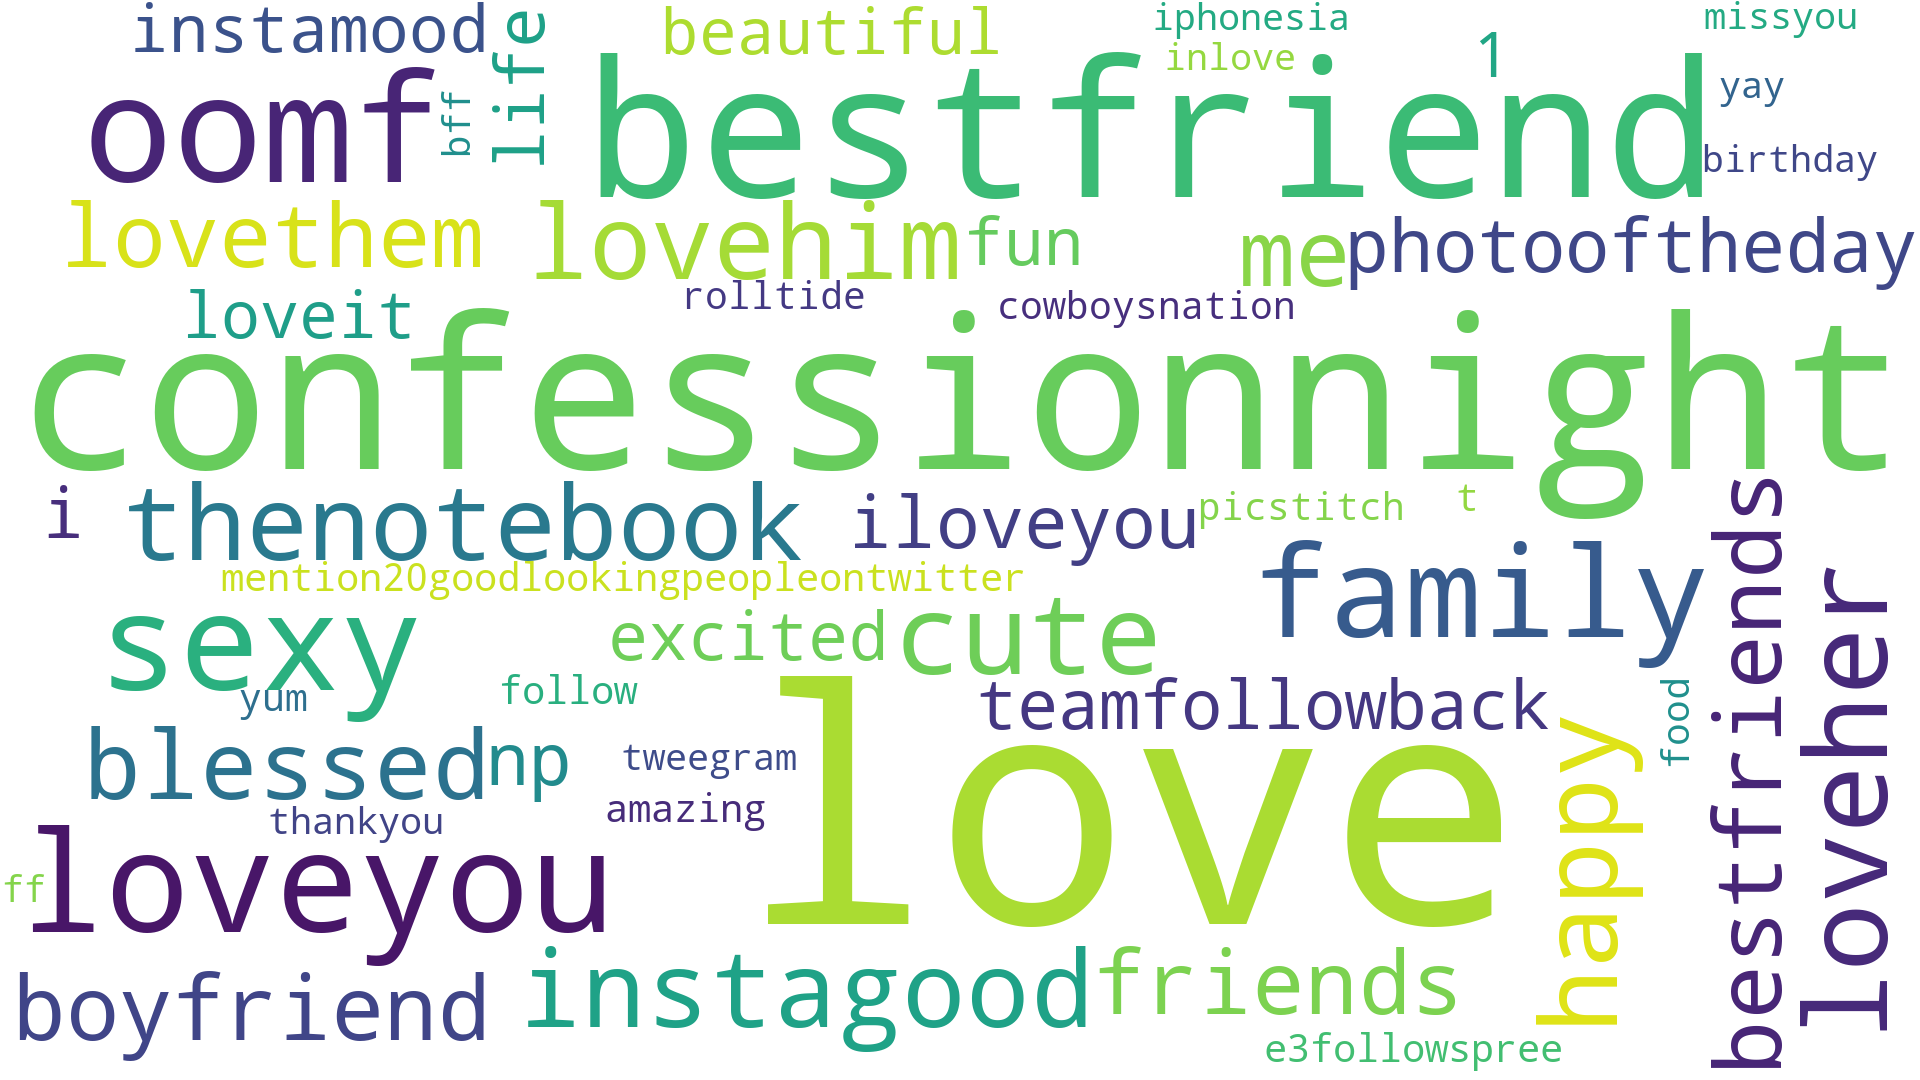 instamood
life
beautiful
iphonesia
missyou
inlove
1
oomf
bff
bestfriend
yay
birthday
lovethem
lovehim
fun
me
photooftheday
loveit
rolltide
cowboysnation
confessionnight
i
thenotebook
iloveyou
picstitch
t
mention20goodlookingpeopleontwitter
family
bestfriends
loveher
sexy
excited
cute
yum
follow
teamfollowback
food
happy
blessed
np
tweegram
love
thankyou
amazing
ff
loveyou
boyfriend
instagood
friends
e3followspree